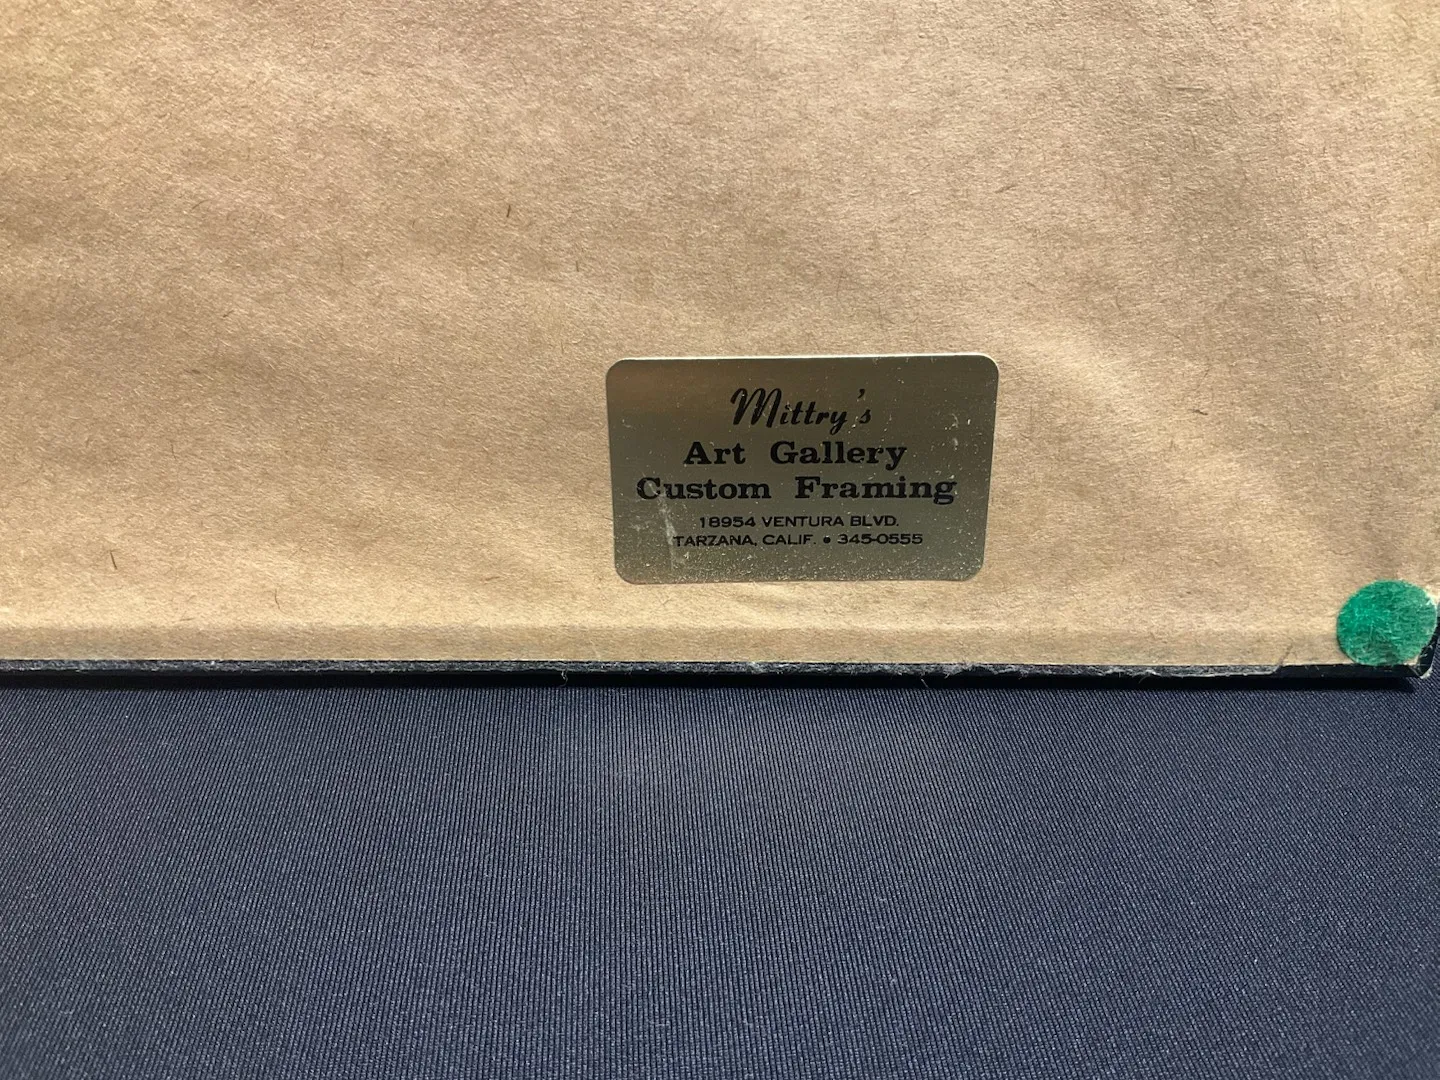 Mittry's
Art Gallery
Custom Framing
18954 VENTURA BLVD.
TARZANA, CALIF. • 345-0555